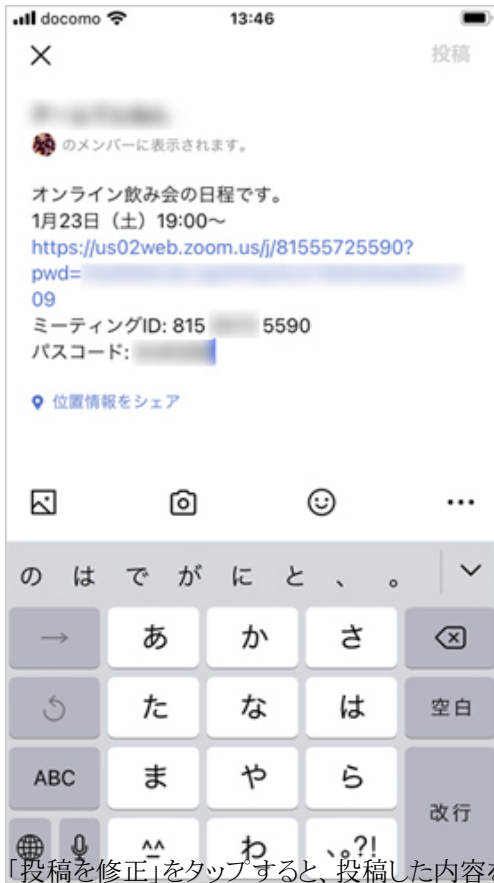 docomo 13:46
投稿
のメンバーに表示されます。
オンライン飲み会の日程です。
1月23日（土）19:00～
https://us02web.zoom.us/j/81555725590?
pwd=
09
ミーティングID: 815 5590
パスコード:
位置情報をシェア
の は で が に と 、 。
→ あ か さ
た な は 空白
ABC ま や ら
改行
^^ わ 、。?!
「投稿を修正」をタップすると、投稿した内容を